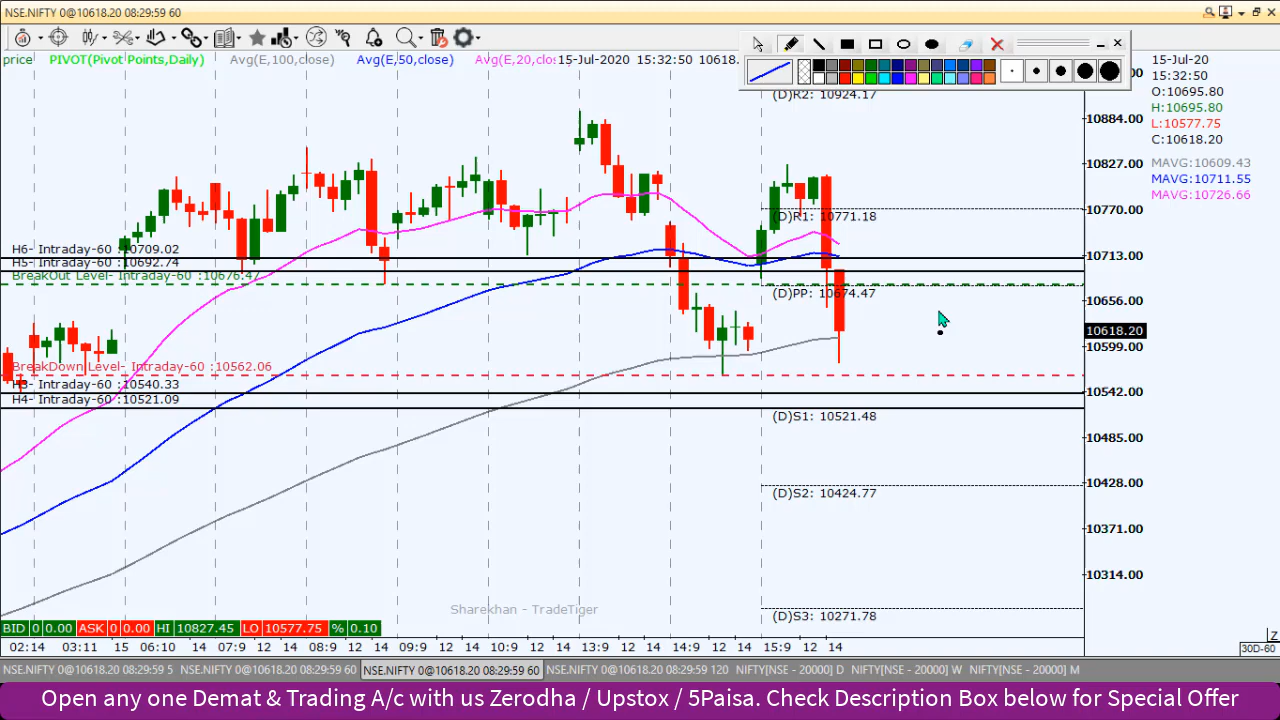 NSE.NIFTY 0@10618.20 08:29:59 60
price PIVOT(Pivot Points,Daily) Avg(E,100,close) Avg(E,50,close) Avg(E,20,clos 15-Jul-2020 15:32:50 10618.
15-Jul-20
15:32:50
O:10695.80
H:10695.80
L:10577.75
C:10618.20
MAVG:10609.43
MAVG:10711.55
MAVG:10726.66
(D)R2: 10924.17
10884.00
10827.00
10770.00
(D)R1: 10771.18
H6- Intraday-60 :10709.02
10713.00
H5- Intraday-60 :10692.74
BreakOut Level- Intraday-60 :10676.47
(D)PP: 10674.47
10656.00
10618.20
10599.00
BreakDown Level- Intraday-60 :10562.06
H3- Intraday-60 :10540.33
10542.00
H4- Intraday-60 :10521.09
(D)S1: 10521.48
10485.00
10428.00
(D)S2: 10424.77
10371.00
10314.00
Sharekhan - TradeTiger
(D)S3: 10271.78
BID 0 0.00 ASK 0 0.00 HI 10827.45 LO 10577.75 % 0.10
Z
02:14 03:11 15 06:10 14 07:9 12 08:9 12 09:9 12 10:9 12 14 13:9 14 14:9 12 14 15:9 12 14
30D-60
NSE.NIFTY 0@10618.20 08:29:59 5 NSE.NIFTY 0@10618.20 08:29:59 60 NSE.NIFTY 0@10618.20 08:29:59 60 NSE.NIFTY 0@10618.20 08:29:59 120 NIFTY[NSE - 20000] D NIFTY[NSE - 20000] W NIFTY[NSE - 20000] M
Open any one Demat & Trading A/c with us Zerodha / Upstox / 5Paisa. Check Description Box below for Special Offer